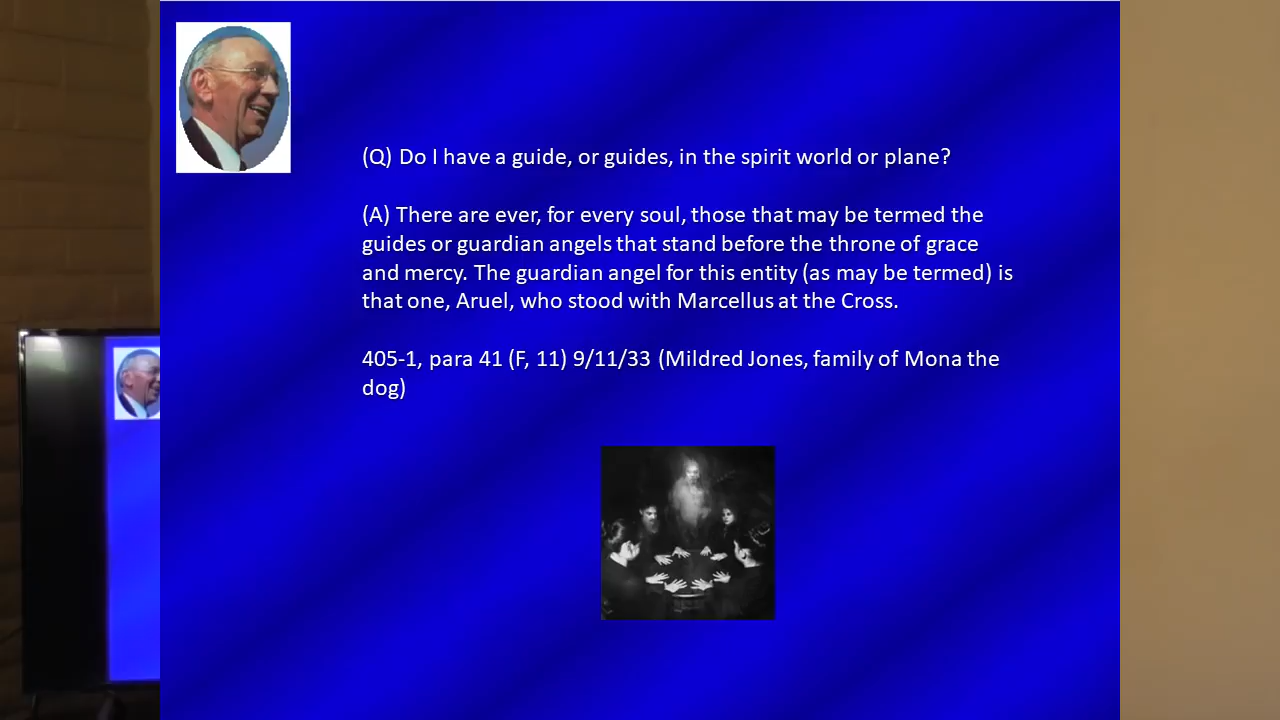 (Q) Do I have a guide, or guides, in the spirit world or plane?
(A) There are ever, for every soul, those that may be termed the
guides or guardian angels that stand before the throne of grace
and mercy. The guardian angel for this entity (as may be termed) is
that one, Aruel, who stood with Marcellus at the Cross.
405-1, para 41 (F, 11) 9/11/33 (Mildred Jones, family of Mona the
dog)